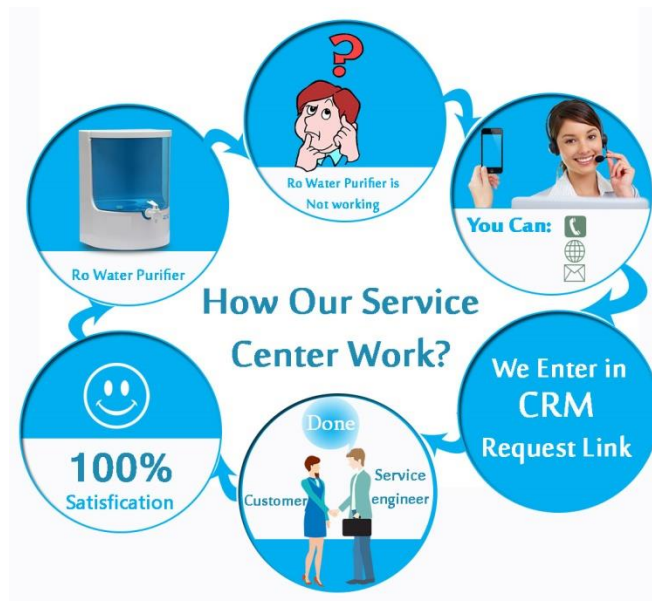 ?
Ro Water Purifier is
Not working
You Can:
Ro Water Purifier
How Our Service
Center Work?
We Enter in
CRM
Request Link
Done
Customer
Service
engineer
100%
Satisfication